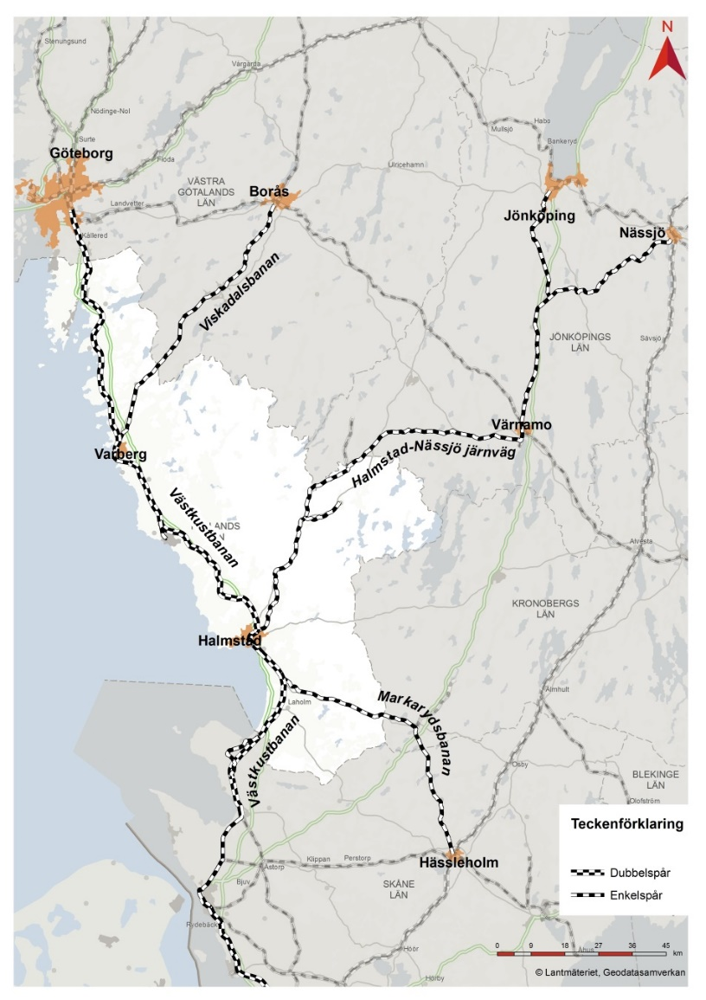 N
Stenungsund
Vårgårda
Nödinge-Nol
Habo
Mullsjö
Bankeryd
Surte
Göteborg
Floda
Ulricehamn
VÄSTRA
GÖTALANDS
LÄN
Borås
Landvetter
Jönköping
Kållered
Nässjö
Viskadalsbanan
JÖNKÖPINGS
LÄN
Sävsjö
Värnamo
Halmstad-Nässjö järnväg
Varberg
Västkustbanan
ANDS
N
Alvesta
KRONOBERGS
LÄN
Halmstad
Älmhult
Laholm
Markarydsbanan
Västkustbanan
Osby
BLEKINGE
LÄN
Olofström
Teckenförklaring
Klippan
Perstorp
Hässleholm
Åstorp
Dubbelspår
Bjuv
SKÅNE
LÄN
Enkelspår
Rydebäck
0 9 18 27 36 45
km
Höör
Åhus
© Lantmäteriet, Geodatasamverkan
Hörby